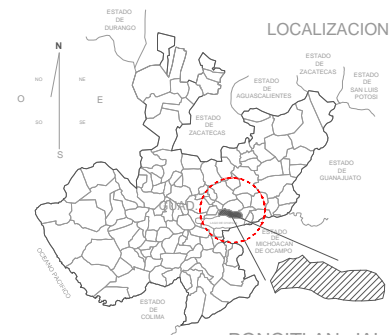 ESTADO
DE
DURANGO
LOCALIZACION
N
NO
NE
O
E
SO
SE
S
ESTADO
DE
ZACATECAS
ESTADO
DE
AGUASCALIENTES
ESTADO
DE
SAN LUIS
POTOSI
ESTADO
DE
ZACATECAS
ESTADO
DE
GUANAJUATO
GUAD
ESTADO
DE
MICHOACAN
DE OCAMPO
OCEANO PACIFICO
ESTADO
DE
COLIMA